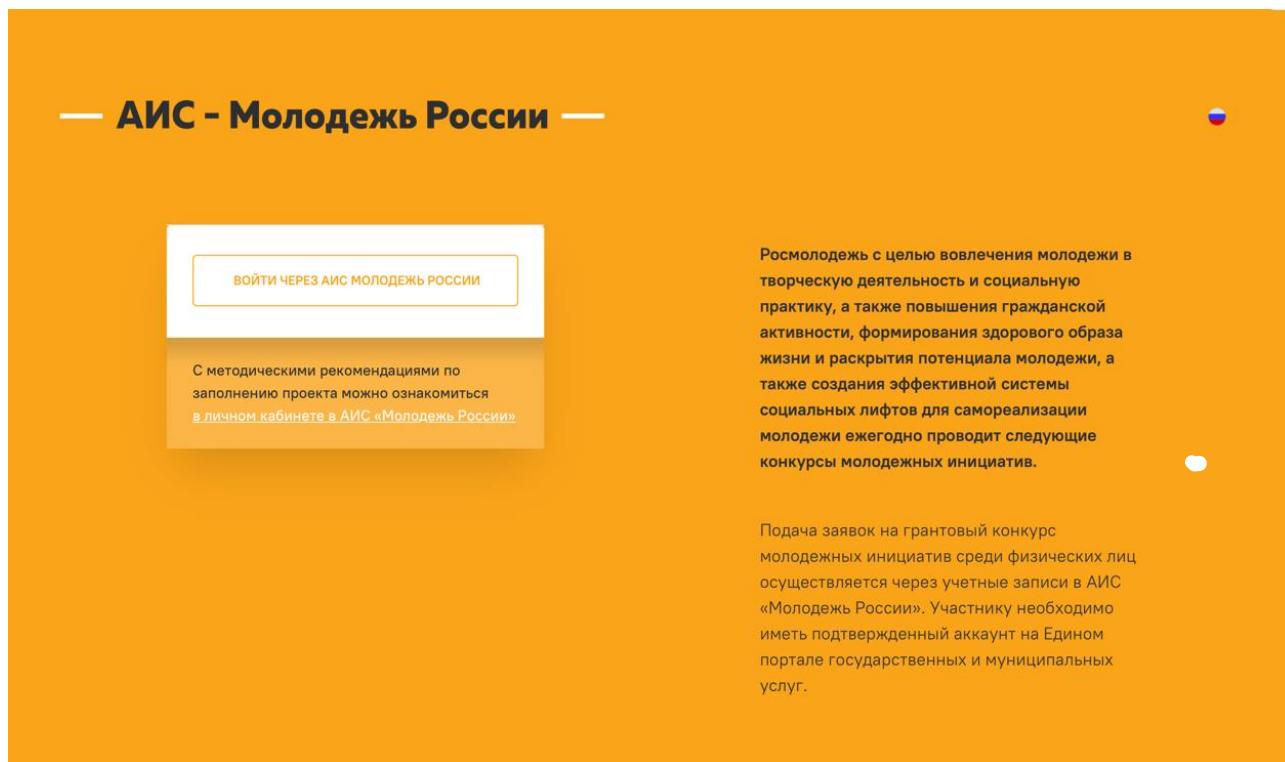 АИС - Молодежь России
ВОЙТИ ЧЕРЕЗ АИС МОЛОДЕЖЬ РОССИИ
С методическими рекомендациями по
заполнению проекта можно ознакомиться
в личном кабинете в АИС «Молодежь России»
Росмолодежь с целью вовлечения молодежи в
творческую деятельность и социальную
практику, а также повышения гражданской
активности, формирования здорового образа
жизни и раскрытия потенциала молодежи, а
также создания эффективной системы
социальных лифтов для самореализации
молодежи ежегодно проводит следующие
конкурсы молодежных инициатив.
Подача заявок на грантовый конкурс
молодежных инициатив среди физических лиц
осуществляется через учетные записи в АИС
«Молодежь России». Участнику необходимо
иметь подтвержденный аккаунт на Едином
портале государственных и муниципальных
услуг.